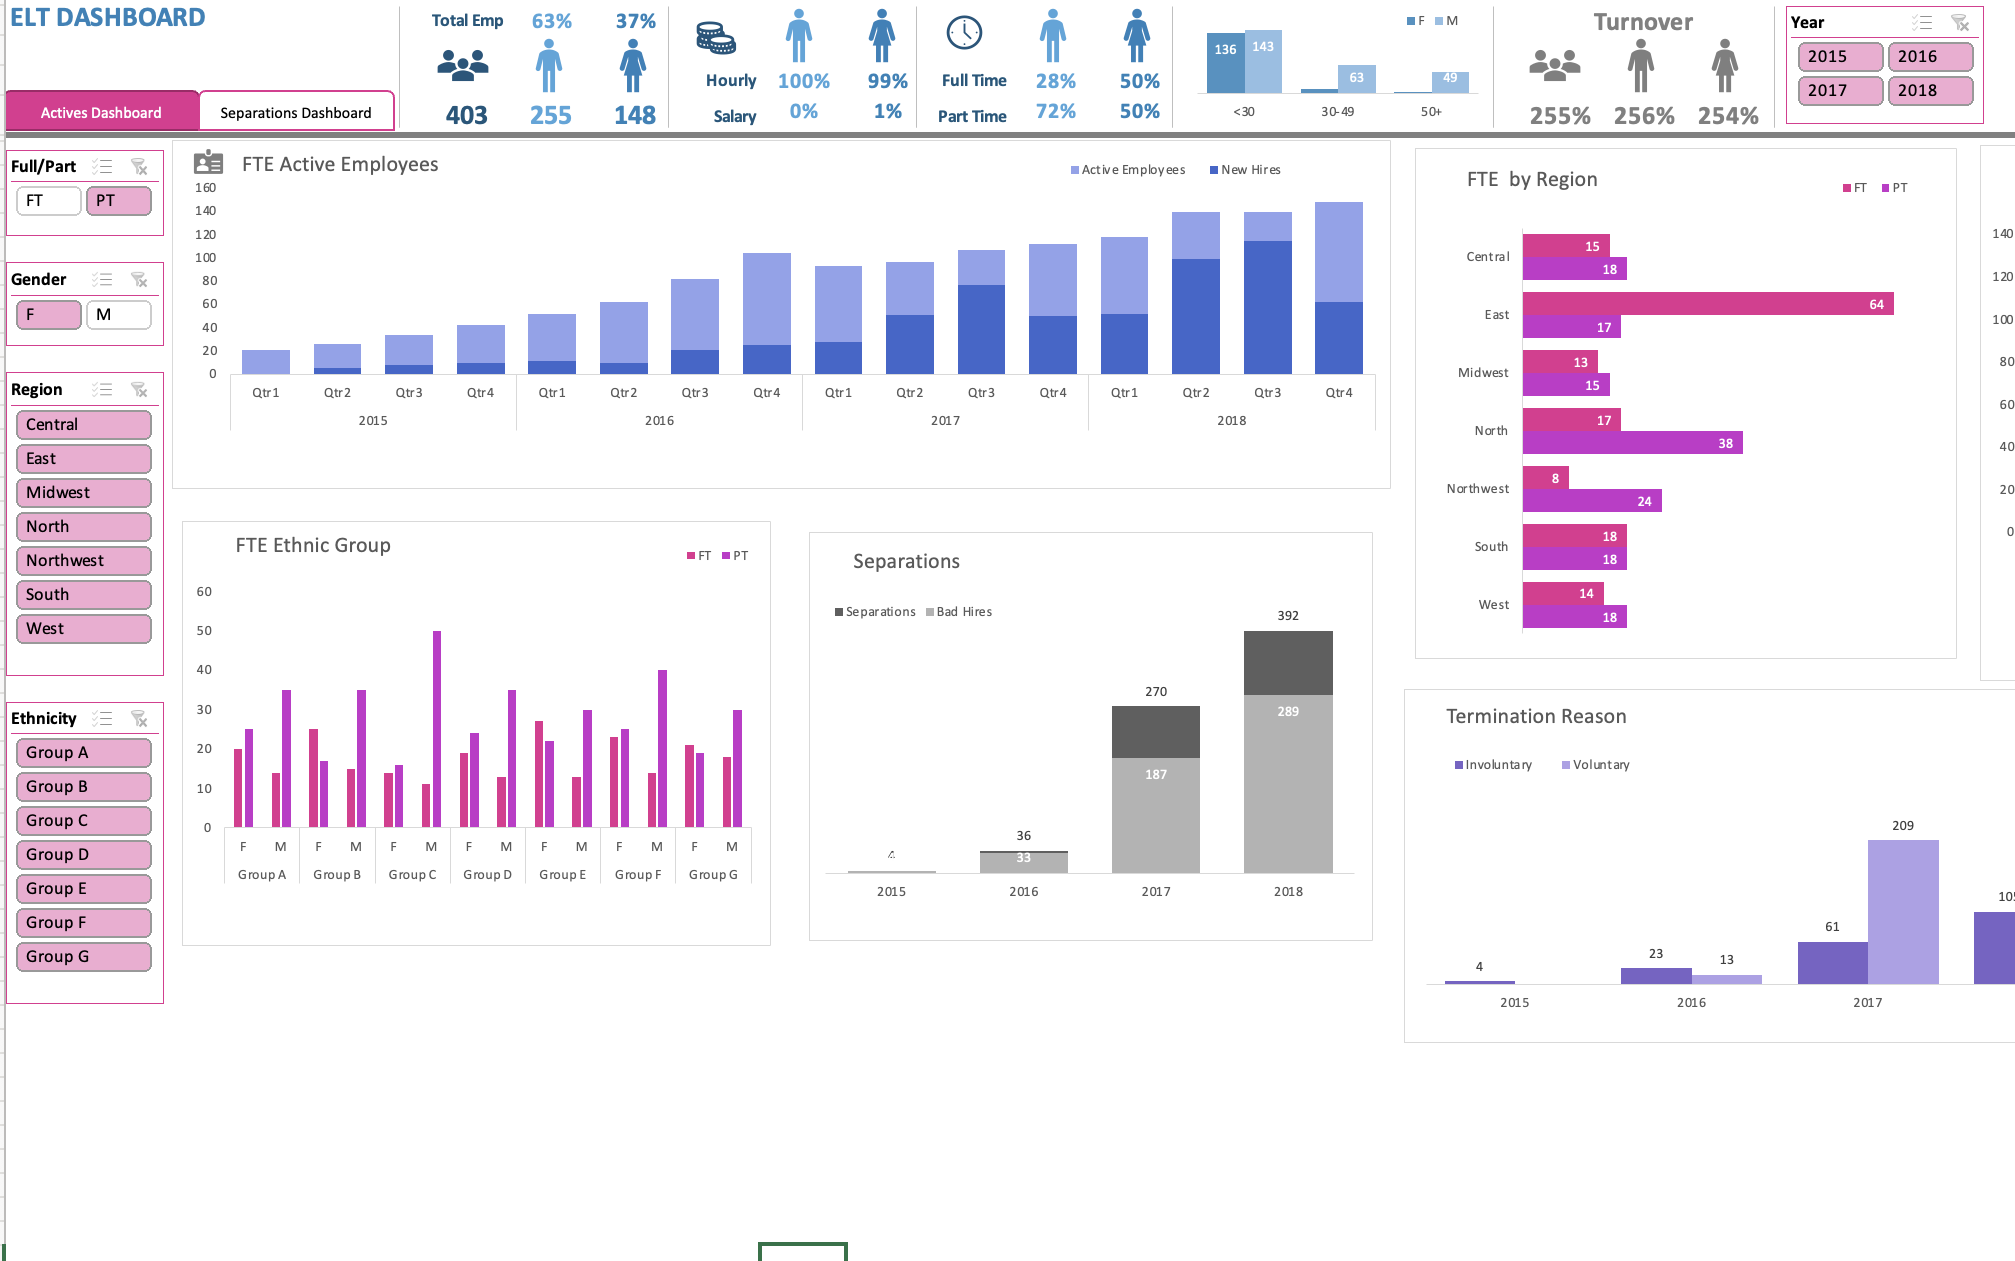 ELT DASHBOARD
Actives Dashboard
Separations Dashboard
Total Emp 63% 37%
403 255 148
Hourly 100% 99%
Salary 0% 1%
Full Time 28% 50%
Part Time 72% 50%
F M
136 143 63 49
<30 30-49 50+
Turnover
255% 256% 254%
Year
2015 2016
2017 2018
Full/Part
FT PT
Gender
F M
Region
Central
East
Midwest
North
Northwest
South
West
Ethnicity
Group A
Group B
Group C
Group D
Group E
Group F
Group G
FTE Active Employees
Active Employees New Hires
160
140
120
100
80
60
40
20
0
Qtr1 Qtr2 Qtr3 Qtr4 Qtr1 Qtr2 Qtr3 Qtr4 Qtr1 Qtr2 Qtr3 Qtr4 Qtr1 Qtr2 Qtr3 Qtr4
2015 2016 2017 2018
FTE by Region
FT PT
Central 15
18
East 64
17
Midwest 13
15
North 17
38
Northwest 8
24
South 18
18
West 14
18
140
120
100
80
60
40
20
0
FTE Ethnic Group
FT PT
60
50
40
30
20
10
0
F M F M F M F M F M F M F M
Group A Group B Group C Group D Group E Group F Group G
Separations
Separations Bad Hires
392
289
270
187
36
33
2015 2016 2017 2018
Termination Reason
Involuntary Voluntary
4 23 13 61 209
2015 2016 2017